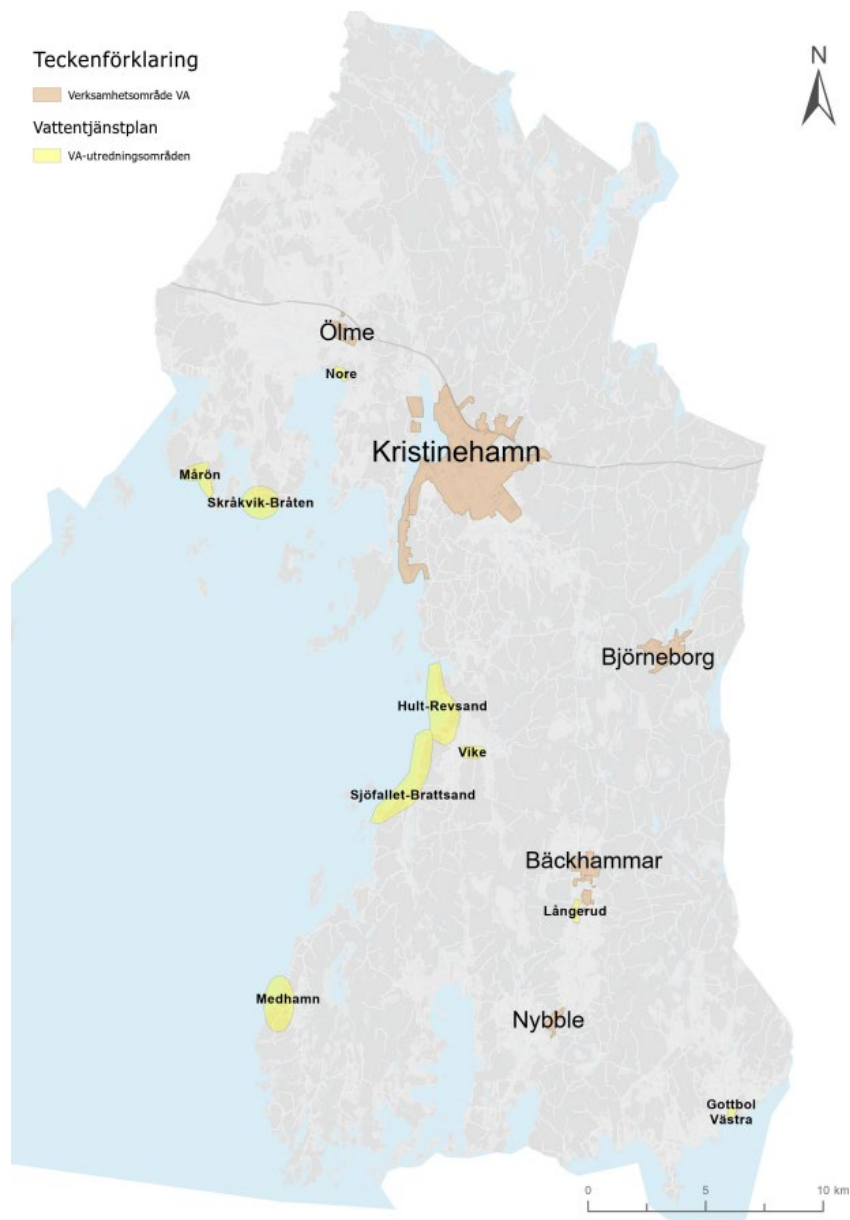 Teckenförklaring
Verksamhetsområde VA
Vattentjänstplan
VA-utredningsområden
N
Ölme
Nore
Kristinehamn
Mårön
Skråkvik-Bråten
Björneborg
Hult-Revsand
Vike
Sjöfallet-Brattsand
Bäckhammar
Långerud
Medhamn
Nybble
Gottbol
Västra
0 5 10 km